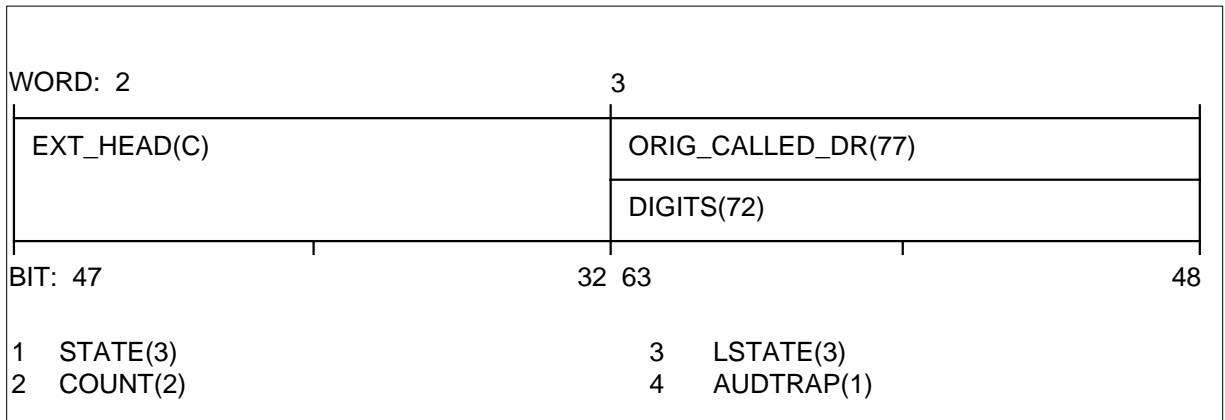 WORD: 2 3
EXT_HEAD(C) ORIG_CALLED_DR(77)
DIGITS(72)
BIT: 47 32 63 48
1 STATE(3) 3 LSTATE(3)
2 COUNT(2) 4 AUDTRAP(1)